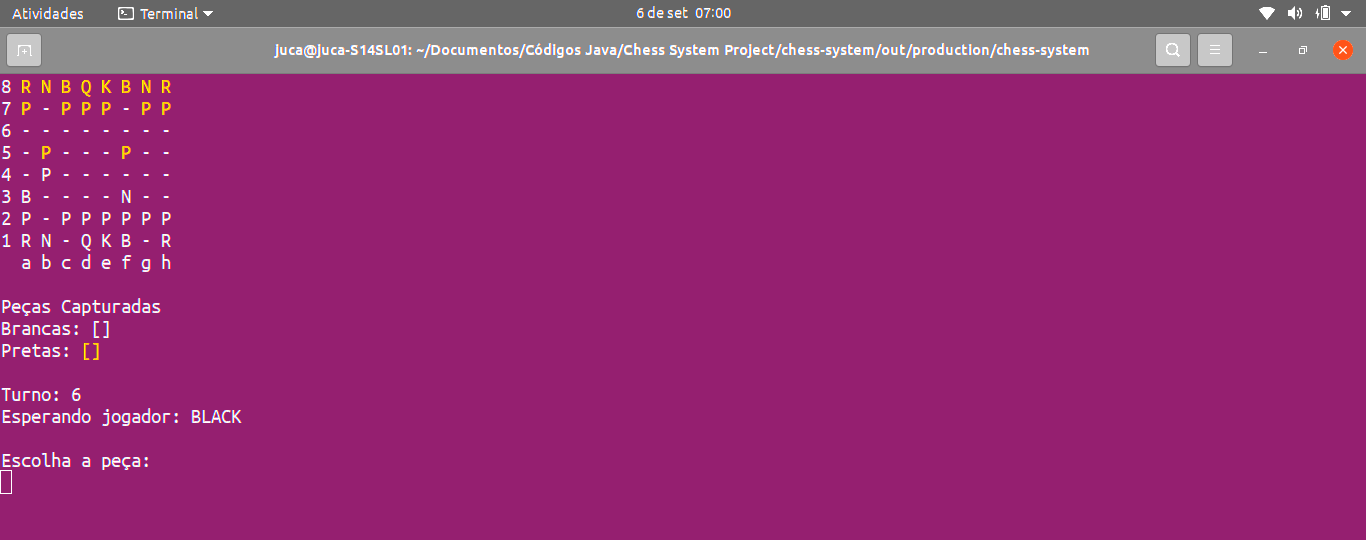 Atividades Terminal 6 de set 07:00
juca@juca-S14SL01: ~/Documentos/Códigos Java/Chess System Project/chess-system/out/production/chess-system
8 R N B Q K B N R
7 P - P P P - P P
6 - - - - - - - -
5 - P - - - P - -
4 - P - - - - - -
3 B - - - - N - -
2 P - P P P P P P
1 R N - Q K B - R
a b c d e f g h
Peças Capturadas
Brancas: []
Pretas: []
Turno: 6
Esperando jogador: BLACK
Escolha a peça: